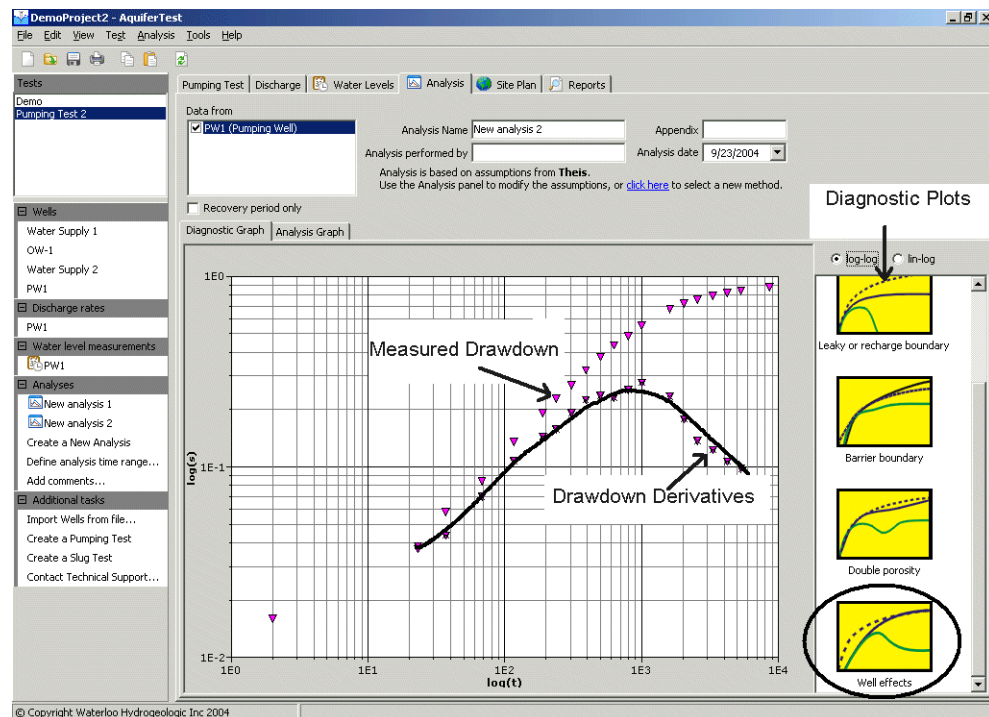 DemoProject2 - AquiferTest
File Edit View Test Analysis Tools Help
Tests
Demo
Pumping Test 2
Wells
Water Supply 1
OW-1
Water Supply 2
PW1
Discharge rates
PW1
Water level measurements
PW1
Analyses
New analysis 1
New analysis 2
Create a New Analysis
Define analysis time range...
Add comments...
Additional tasks
Import Wells from file...
Create a Pumping Test
Create a Slug Test
Contact Technical Support...
Pumping Test Discharge Water Levels Analysis Site Plan Reports
Data from
PW1 (Pumping Well)
Recovery period only
Analysis Name New analysis 2
Appendix
Analysis performed by
Analysis date 9/23/2004
Analysis is based on assumptions from Theis.
Use the Analysis panel to modify the assumptions, or click here to select a new method.
Diagnostic Graph Analysis Graph
1E0
1E-1
1E-2
log(s)
1E0 1E1 1E2 1E3 1E4
log(t)
Measured Drawdown
Drawdown Derivatives
Diagnostic Plots
log-log lin-log
Leaky or recharge boundary
Barrier boundary
Double porosity
Well effects
© Copyright Waterloo Hydrogeologic Inc 2004